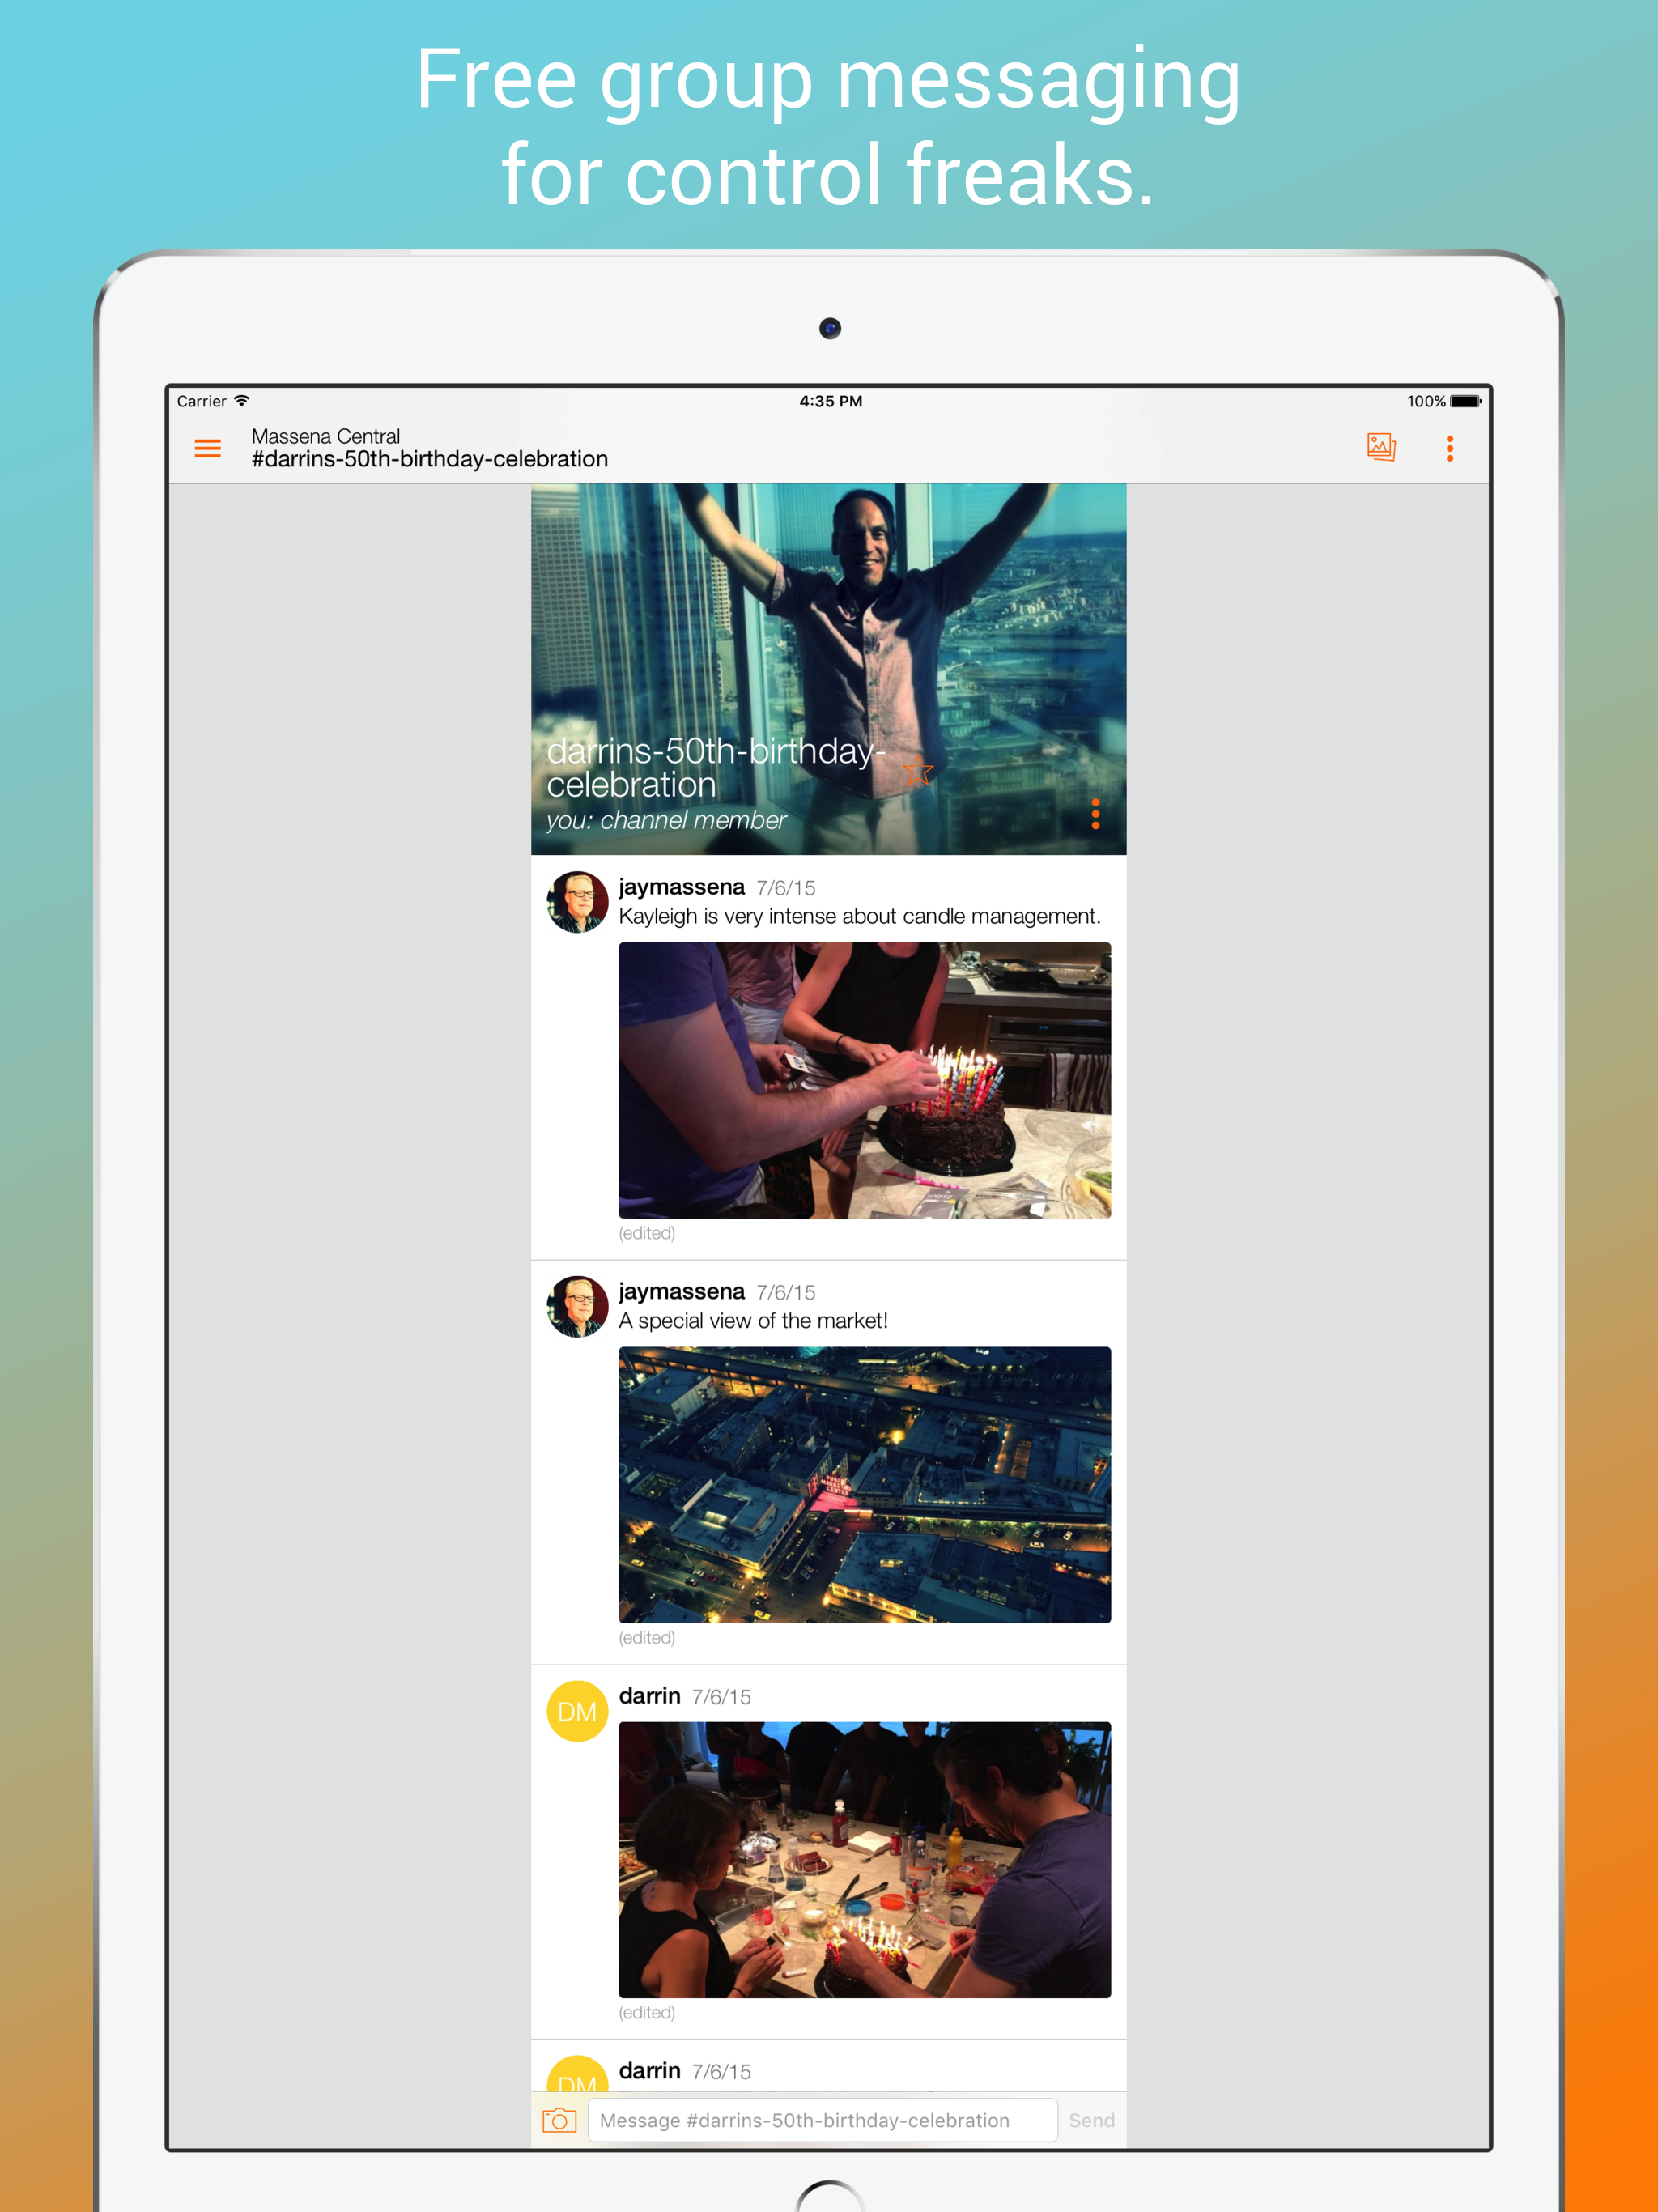 Free group messaging
for control freaks.
Carrier
4:35 PM
100%
Massena Central
#darrins-50th-birthday-celebration
darrins-50th-birthday-
celebration
you: channel member
jaymassena 7/6/15
Kayleigh is very intense about candle management.
(edited)
jaymassena 7/6/15
A special view of the market!
PUBLIC
MARKET
CENTER
(edited)
DM
darrin 7/6/15
(edited)
DM
darrin 7/6/15
Message #darrins-50th-birthday-celebration
Send